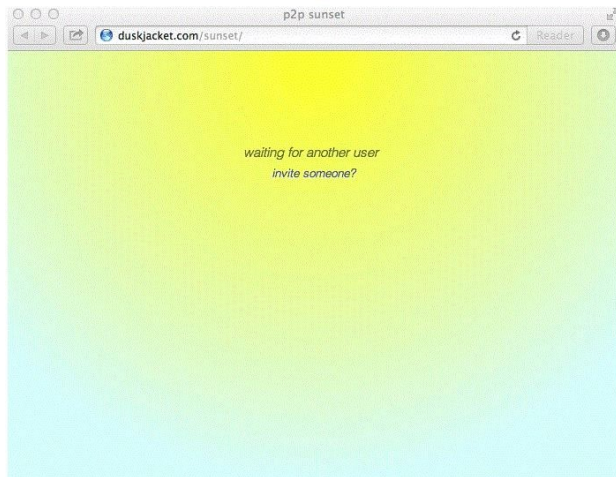 p2p sunset
duskjacket.com/sunset/
Reader
waiting for another user
invite someone?